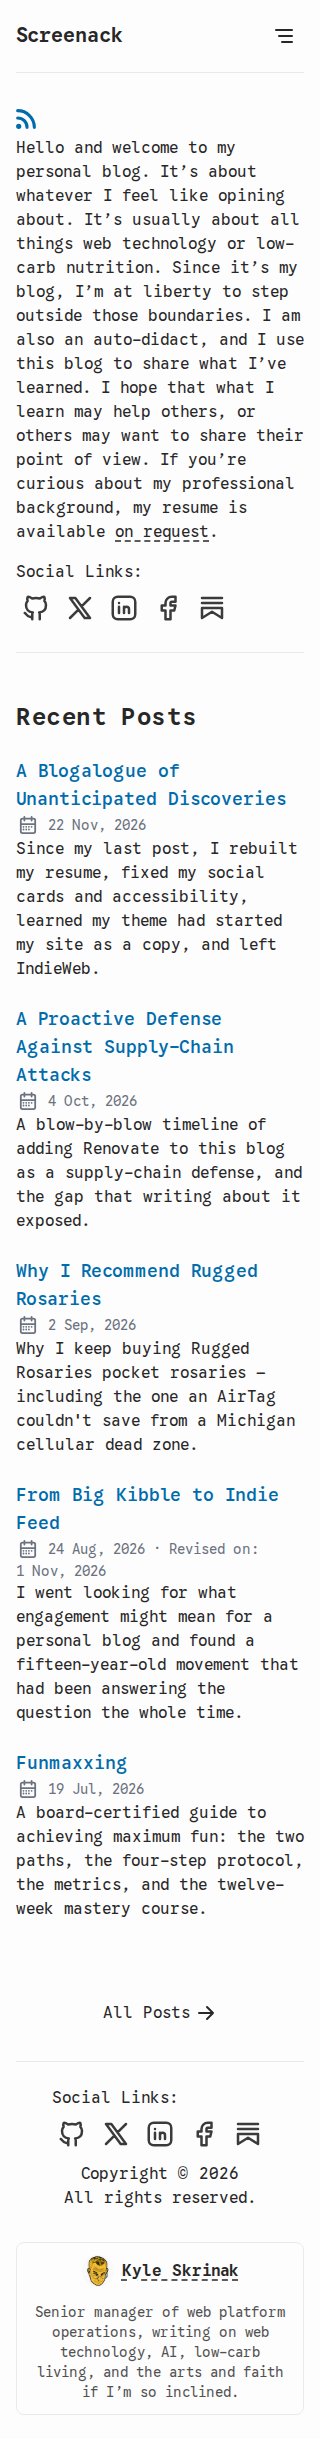 Screenack
Hello and welcome to my
personal blog. It’s about
whatever I feel like opining
about. It’s usually about all
things web technology or low-
carb nutrition. Since it’s my
blog, I’m at liberty to step
outside those boundaries. I am
also an auto-didact, and I use
this blog to share what I’ve
learned. I hope that what I
learn may help others, or
others may want to share their
point of view. If you’re
curious about my professional
background, my resume is
available on request.
Social Links:
Recent Posts
A Blogalogue of
Unanticipated Discoveries
22 Nov, 2026
Since my last post, I rebuilt
my resume, fixed my social
cards and accessibility,
learned my theme had started
my site as a copy, and left
IndieWeb.
A Proactive Defense
Against Supply-Chain
Attacks
4 Oct, 2026
A blow-by-blow timeline of
adding Renovate to this blog
as a supply-chain defense, and
the gap that writing about it
exposed.
Why I Recommend Rugged
Rosaries
2 Sep, 2026
Why I keep buying Rugged
Rosaries pocket rosaries —
including the one an AirTag
couldn't save from a Michigan
cellular dead zone.
From Big Kibble to Indie
Feed
24 Aug, 2026 · Revised on:
1 Nov, 2026
I went looking for what
engagement might mean for a
personal blog and found a
fifteen-year-old movement that
had been answering the
question the whole time.
Funmaxxing
19 Jul, 2026
A board-certified guide to
achieving maximum fun: the two
paths, the four-step protocol,
the metrics, and the twelve-
week mastery course.
All Posts
Social Links:
Copyright © 2026
All rights reserved.
Kyle Skrinak
Senior manager of web platform
operations, writing on web
technology, AI, low-carb
living, and the arts and faith
if I’m so inclined.